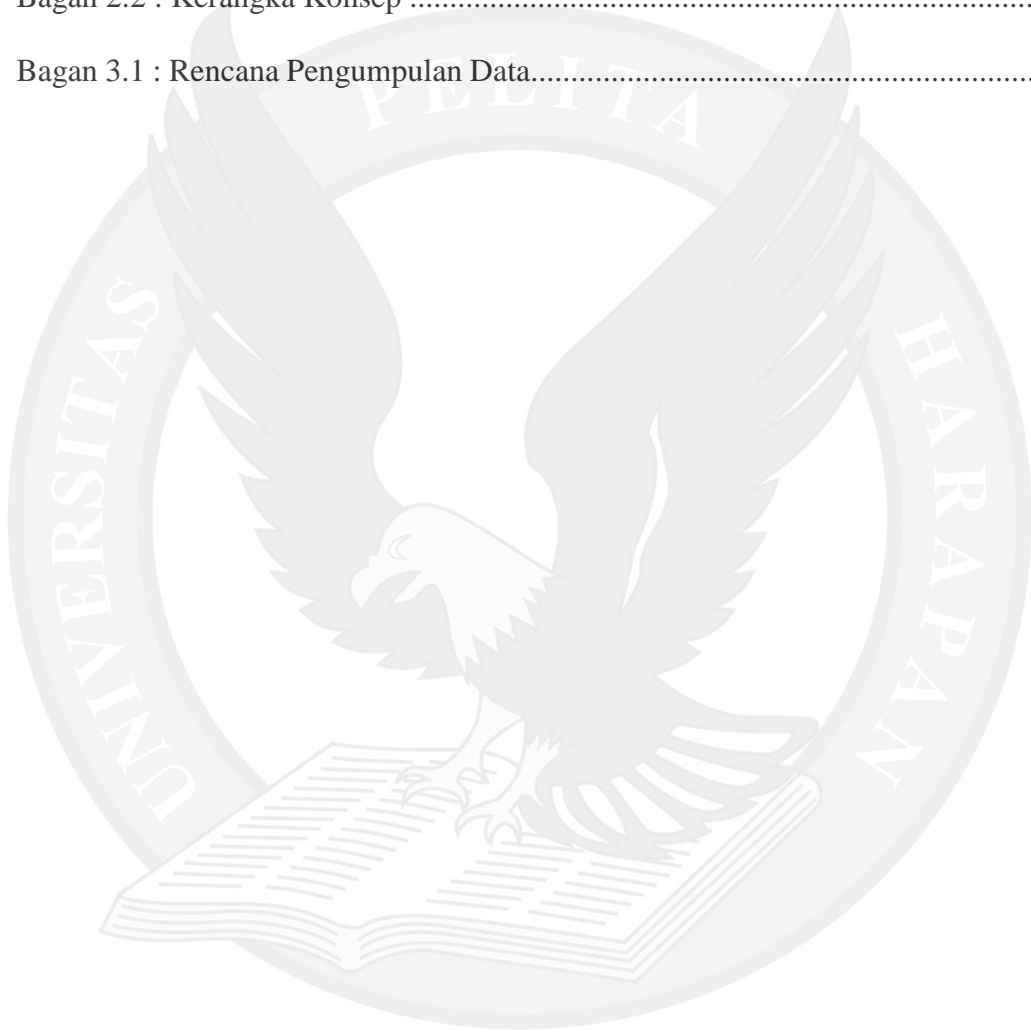 Bagan 2.2 : Kerangka Konsep ........................................................................
Bagan 3.1 : Rencana Pengumpulan Data.........................................................
UNIVERSITAS PELITA HARAPAN